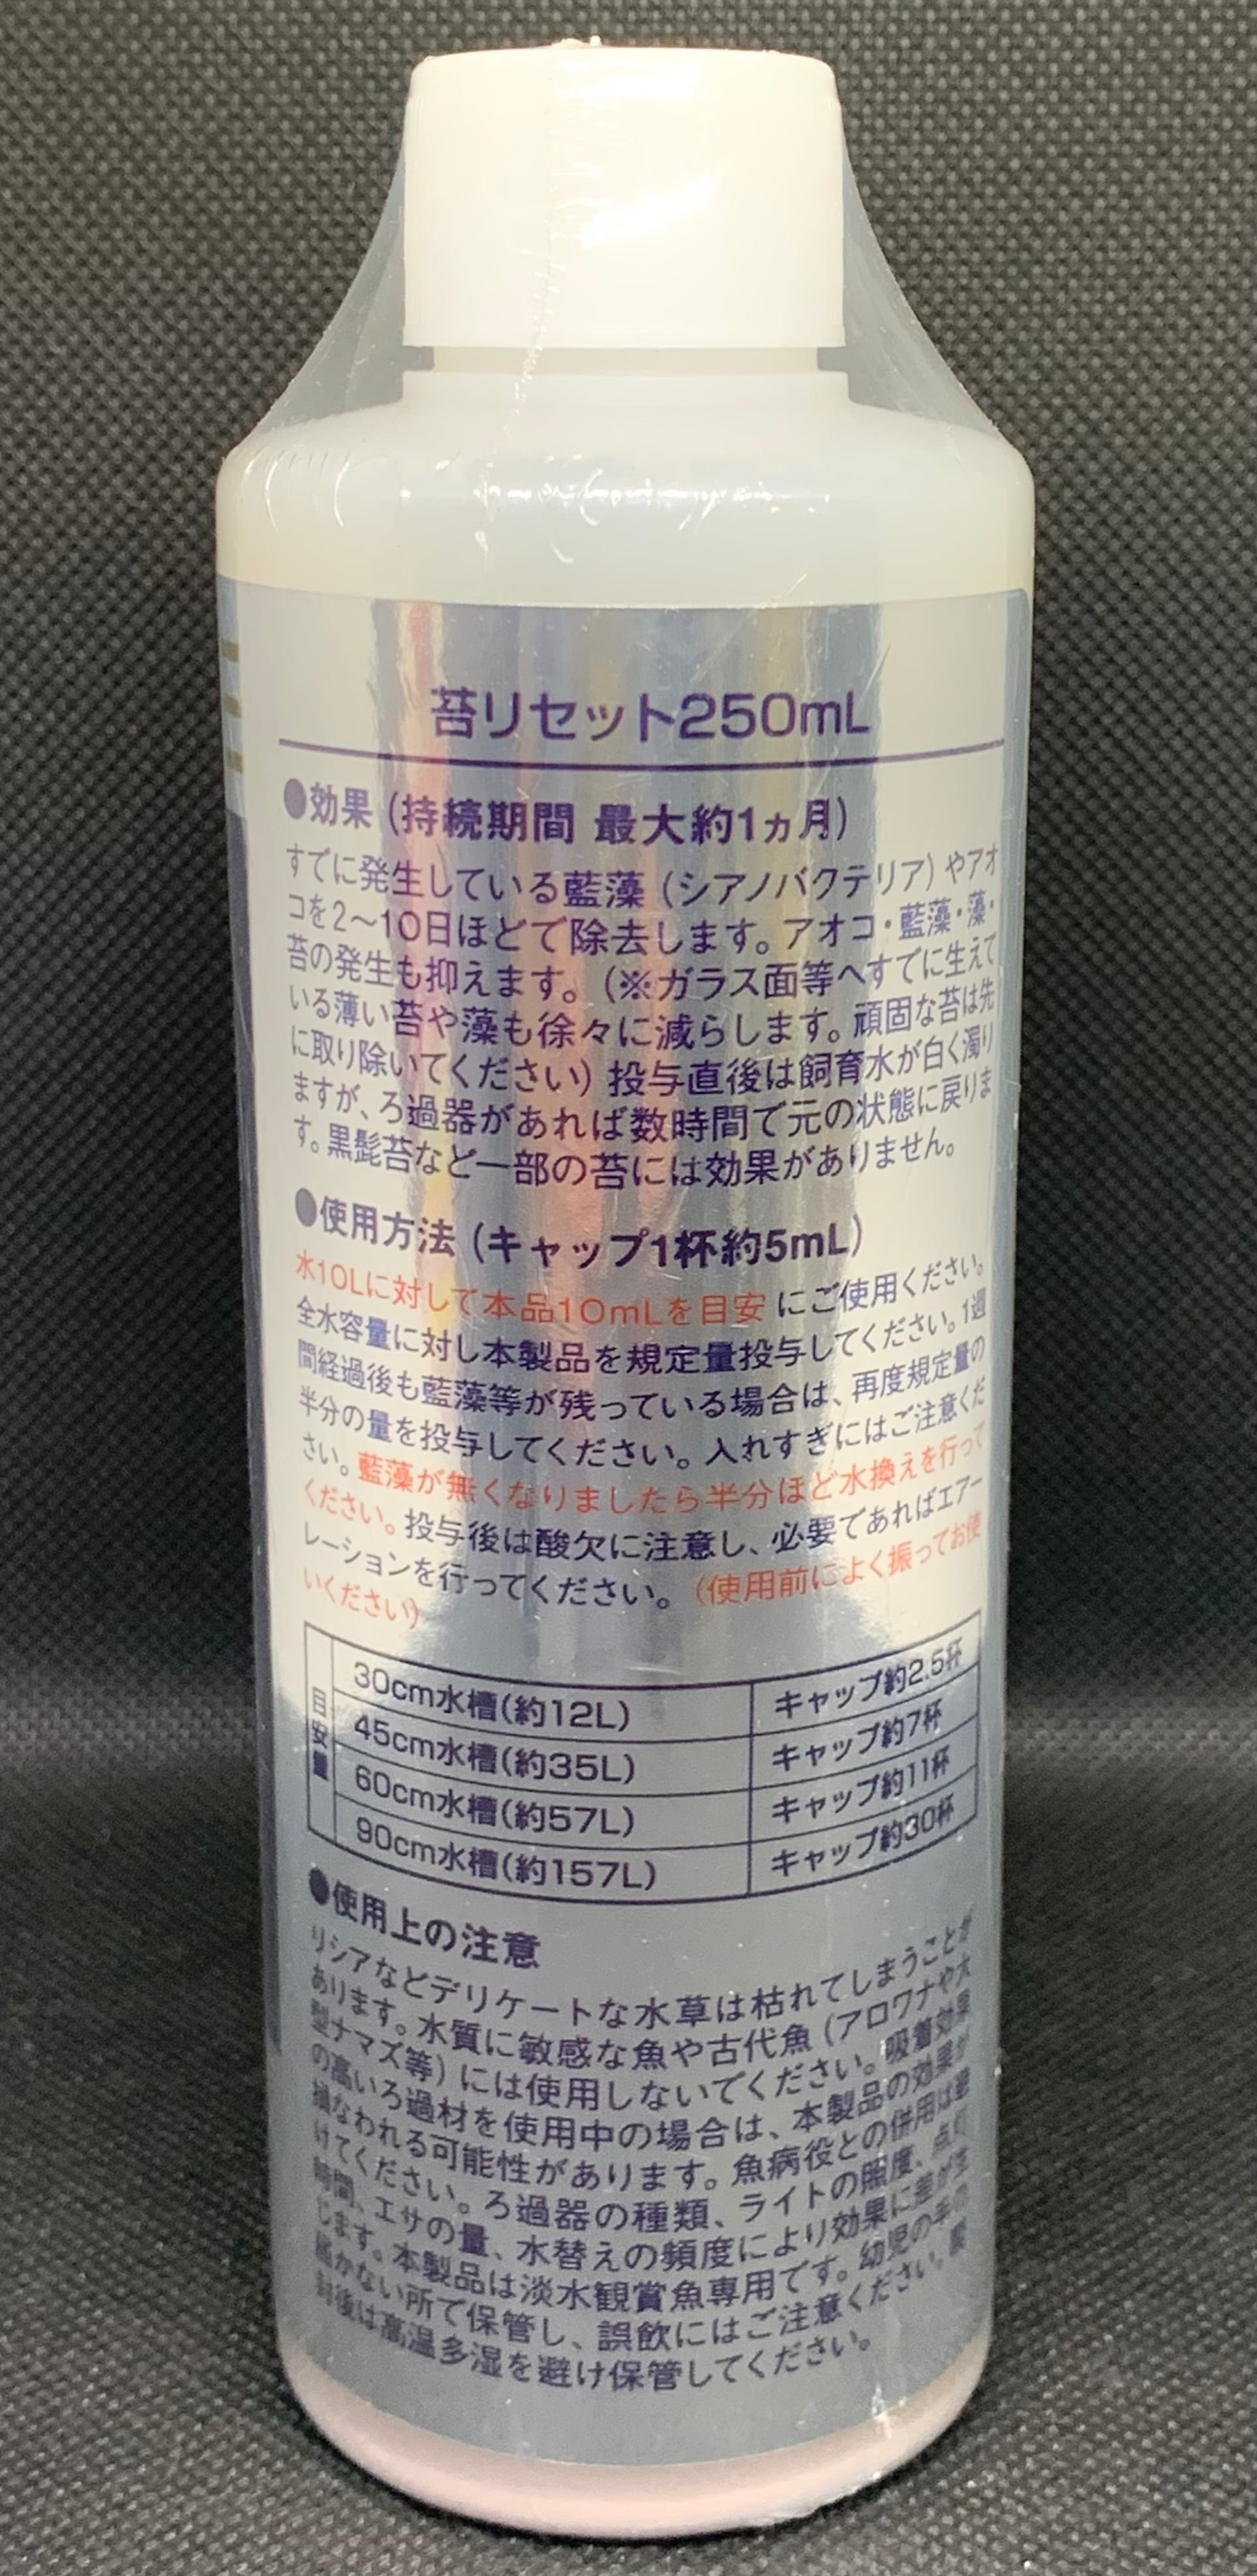 苔リセット250mL
●効果(持続期間 最大約1ヵ月)
すでに発生している藍藻(シアノバクテリア)やアオ
コを2〜10日ほどで除去します。アオコ・藍藻・藻・
苔の発生も抑えます。(※ガラス面等へすでに生えて
いる薄い苔や藻も徐々に減らします。頑固な苔は先
に取り除いてください)投与直後は飼育水が白く濁り
ますが、ろ過器があれば数時間で元の状態に戻りま
す。黒髭苔など一部の苔には効果がありません。
●使用方法(キャップ1杯約5mL)
水10Lに対して本品10mLを目安にご使用ください。
全水容量に対し本製品を規定量投与してください。1週
間経過後も藍藻等が残っている場合は、再度規定量の
半分の量を投与してください。入れすぎにはご注意くだ
さい。藍藻が無くなりましたら半分ほど水換えを行って
ください。投与後は酸欠に注意し、必要であればエアー
レーションを行ってください。(使用前によく振ってお使
いください)
目安量
30cm水槽(約12L) キャップ約2.5杯
45cm水槽(約35L) キャップ約7杯
60cm水槽(約57L) キャップ約11杯
90cm水槽(約157L) キャップ約30杯
●使用上の注意
リシアなどデリケートな水草は枯れてしまうことが
あります。水質に敏感な魚や古代魚(アロワナや大
型ナマズ等)には使用しないでください。吸着効果
の高いろ過材を使用中の場合は、本製品の効果が
損なわれる可能性があります。魚病役との併用は避
けてください。ろ過器の種類、ライトの照度、点灯
時間、エサの量、水替えの頻度により効果に差が生
じます。本製品は淡水観賞魚専用です。幼児の手の
届かない所で保管し、誤飲にはご注意ください。開
封後は高温多湿を避け保管してください。